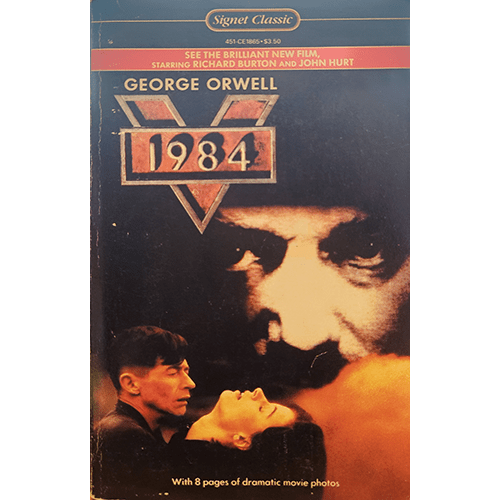 Signet Classic
451-CE1885•$3.50
SEE THE BRILLIANT NEW FILM,
STARRING RICHARD BURTON AND JOHN HURT
GEORGE ORWELL
1984
With 8 pages of dramatic movie photos